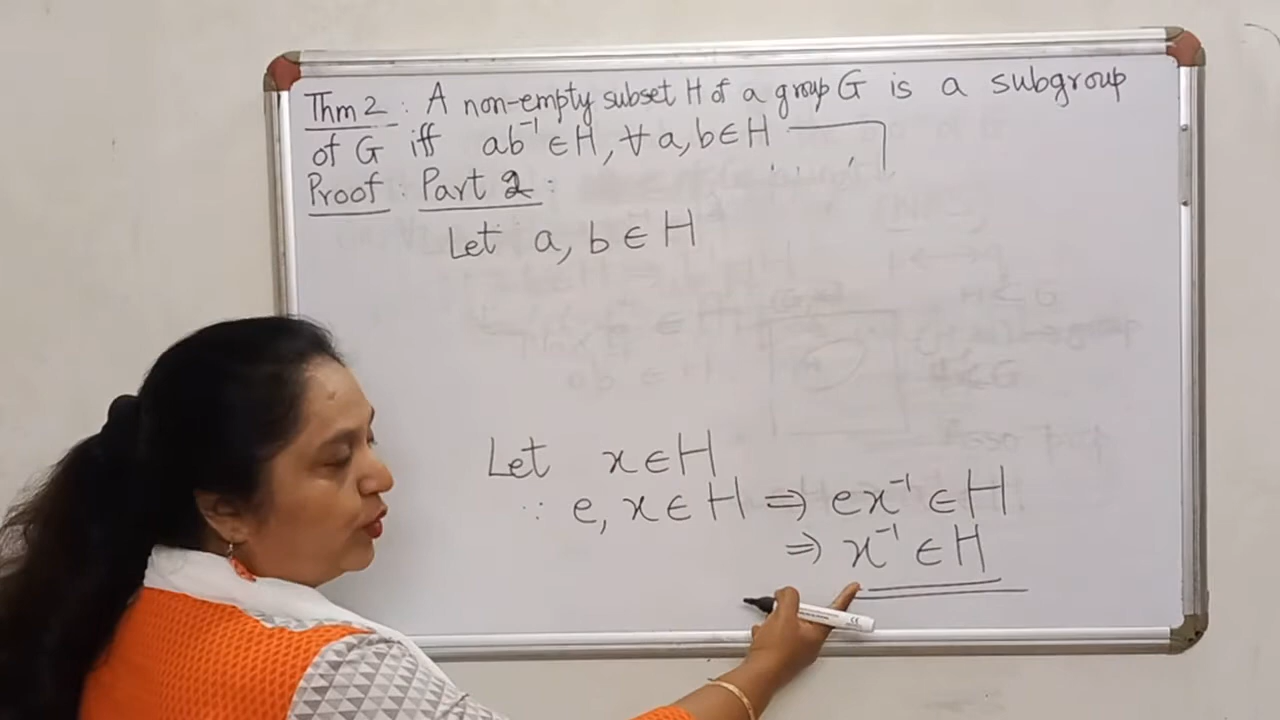 Thm 2 : A non-empty subset H of a group G is a subgroup
of G iff ab⁻¹ ∈ H, ∀ a, b ∈ H
Proof : Part 2 :
Let a, b ∈ H
Let x ∈ H
∵ e, x ∈ H ⇒ ex⁻¹ ∈ H
⇒ x⁻¹ ∈ H